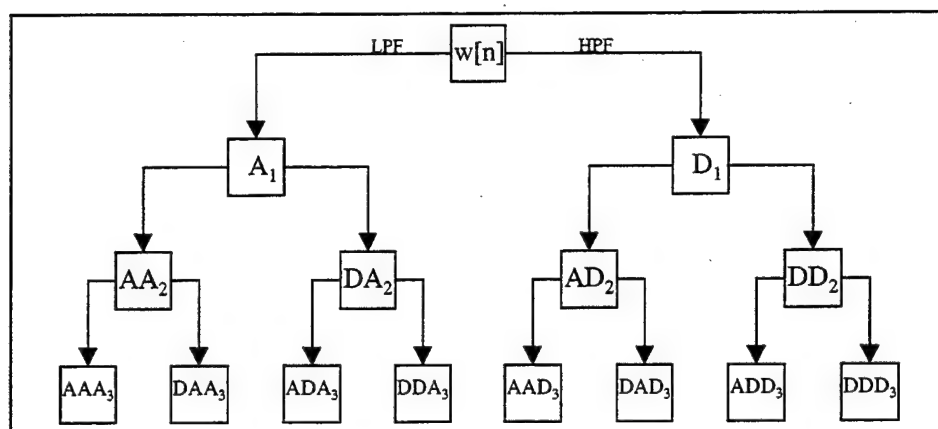 LPF w[n] HPF
A₁ D₁
AA₂ DA₂ AD₂ DD₂
AAA₃ DAA₃ ADA₃ DDA₃ AAD₃ DAD₃ ADD₃ DDD₃